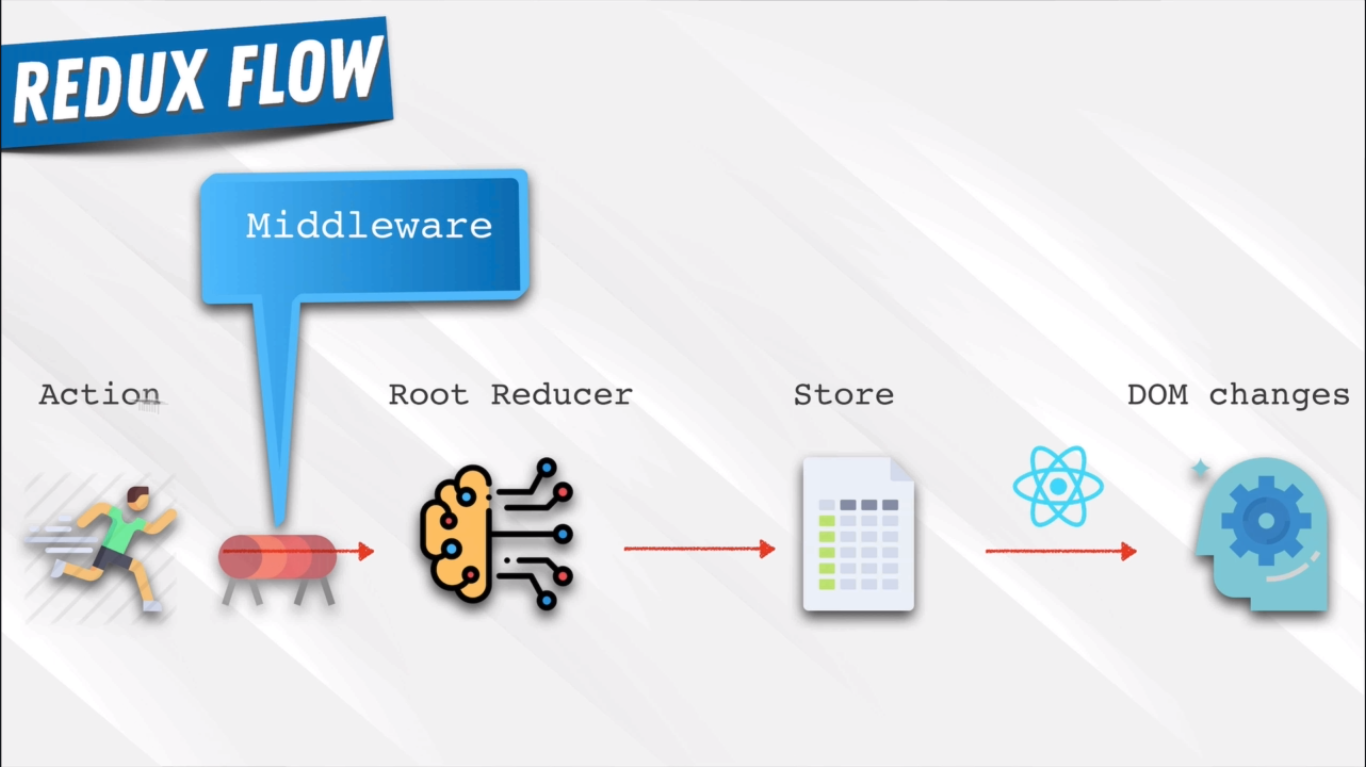 REDUX FLOW
Middleware
Action
Root Reducer
Store
DOM changes